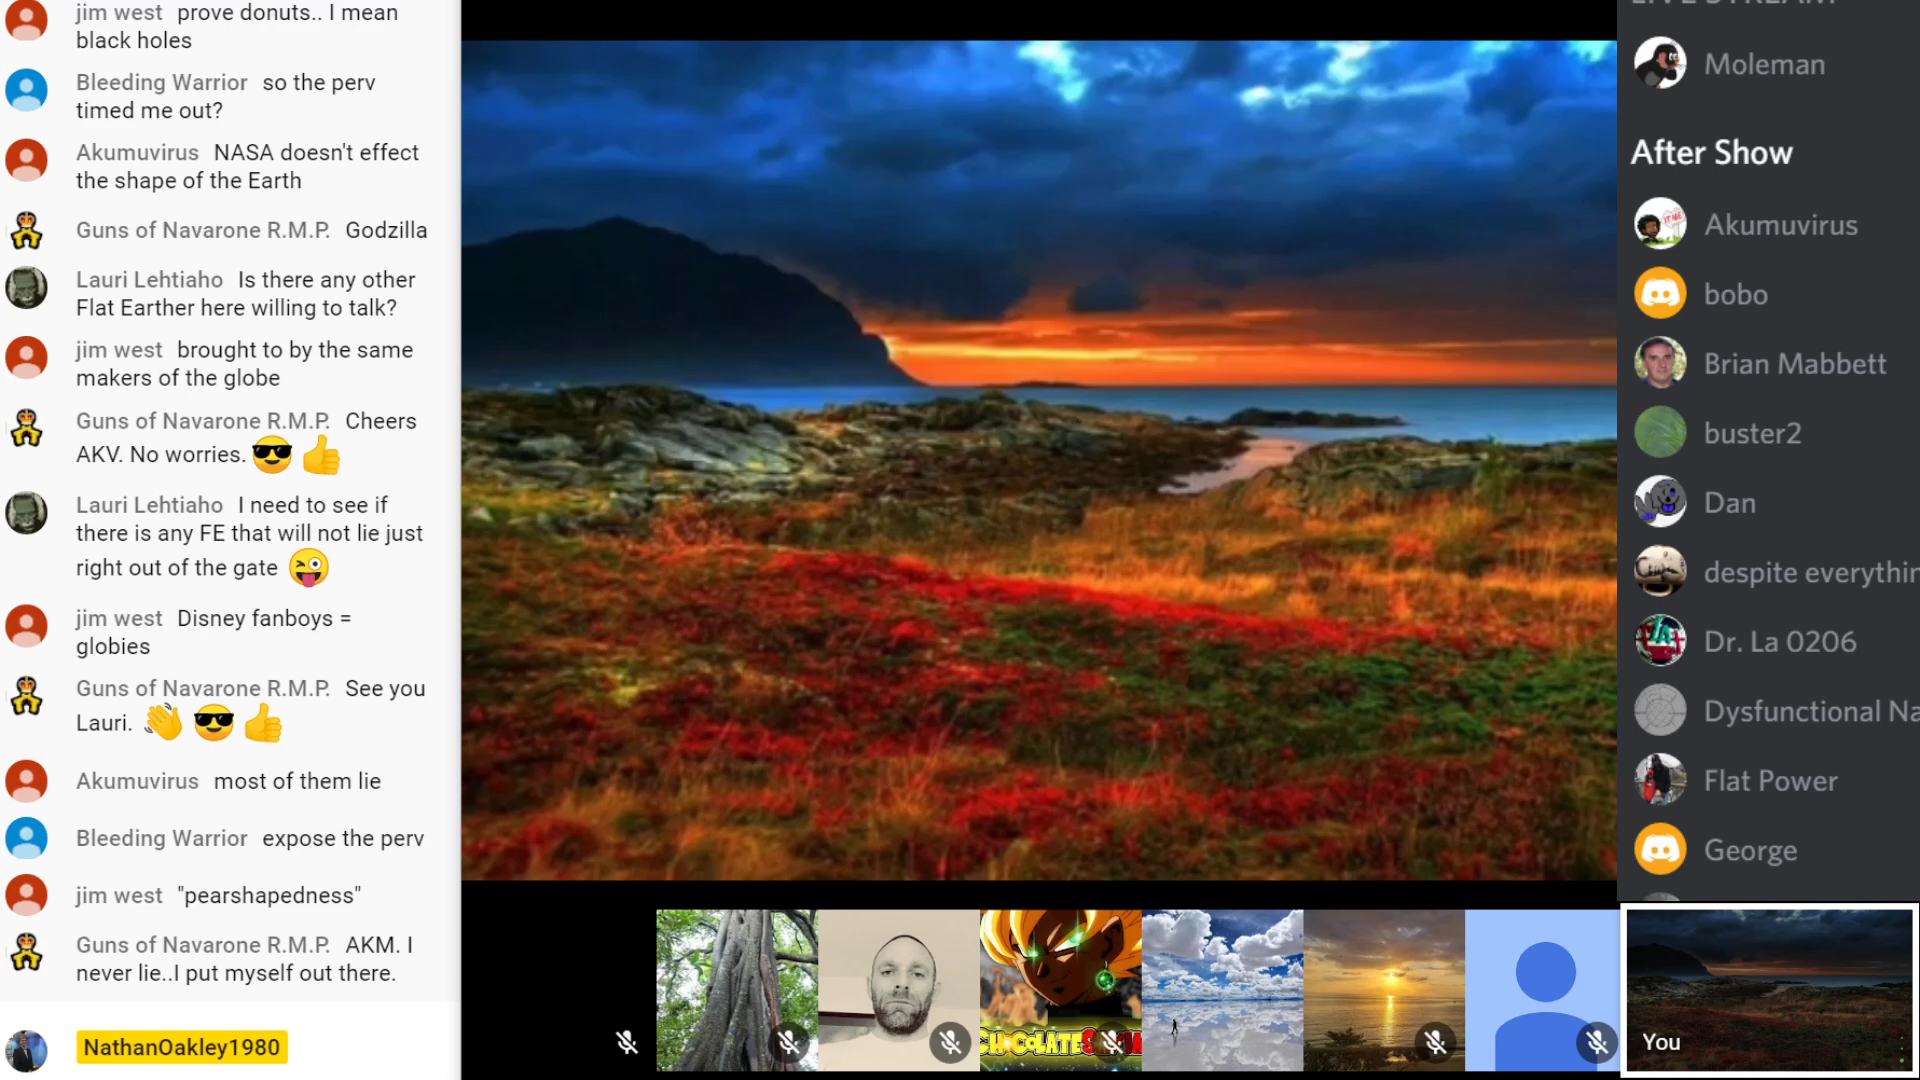 jim west prove donuts.. I mean
black holes
Bleeding Warrior so the perv
timed me out?
Akumuvirus NASA doesn't effect
the shape of the Earth
Guns of Navarone R.M.P. Godzilla
Lauri Lehtiaho Is there any other
Flat Earther here willing to talk?
jim west brought to by the same
makers of the globe
Guns of Navarone R.M.P. Cheers
AKV. No worries. 😎👍
Lauri Lehtiaho I need to see if
there is any FE that will not lie just
right out of the gate 😜
jim west Disney fanboys =
globies
Guns of Navarone R.M.P. See you
Lauri. 👋😎👍
Akumuvirus most of them lie
Bleeding Warrior expose the perv
jim west "pearshapedness"
Guns of Navarone R.M.P. AKM. I
never lie..I put myself out there.
NathanOakley1980
LIVE STREAM
Moleman
After Show
Akumuvirus
bobo
Brian Mabbett
buster2
Dan
despite everythin
Dr. La 0206
Dysfunctional Na
Flat Power
George
You